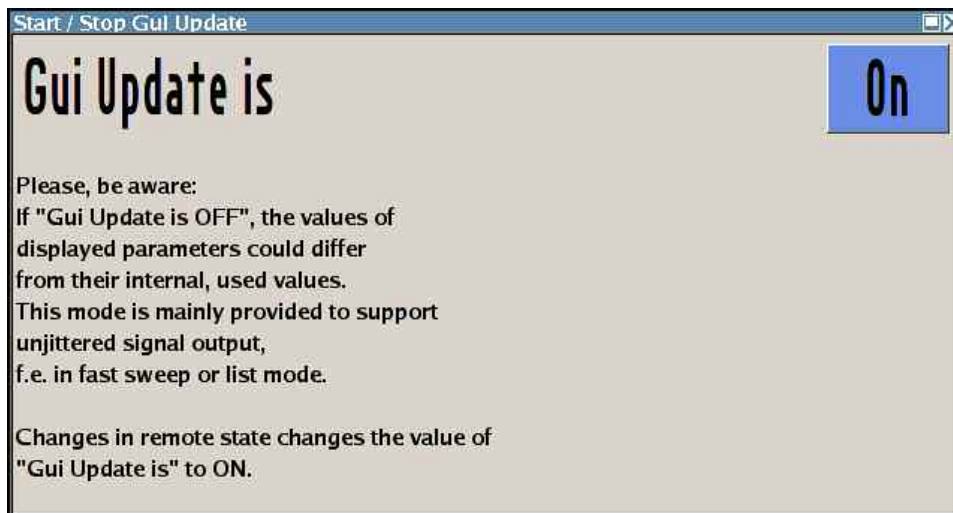 Start / Stop GuI Update
Gui Update is
On
Please, be aware:
If "Gui Update is OFF", the values of
displayed parameters could differ
from their internal, used values.
This mode is mainly provided to support
unjittered signal output,
f.e. in fast sweep or list mode.
Changes in remote state changes the value of
"Gui Update is" to ON.